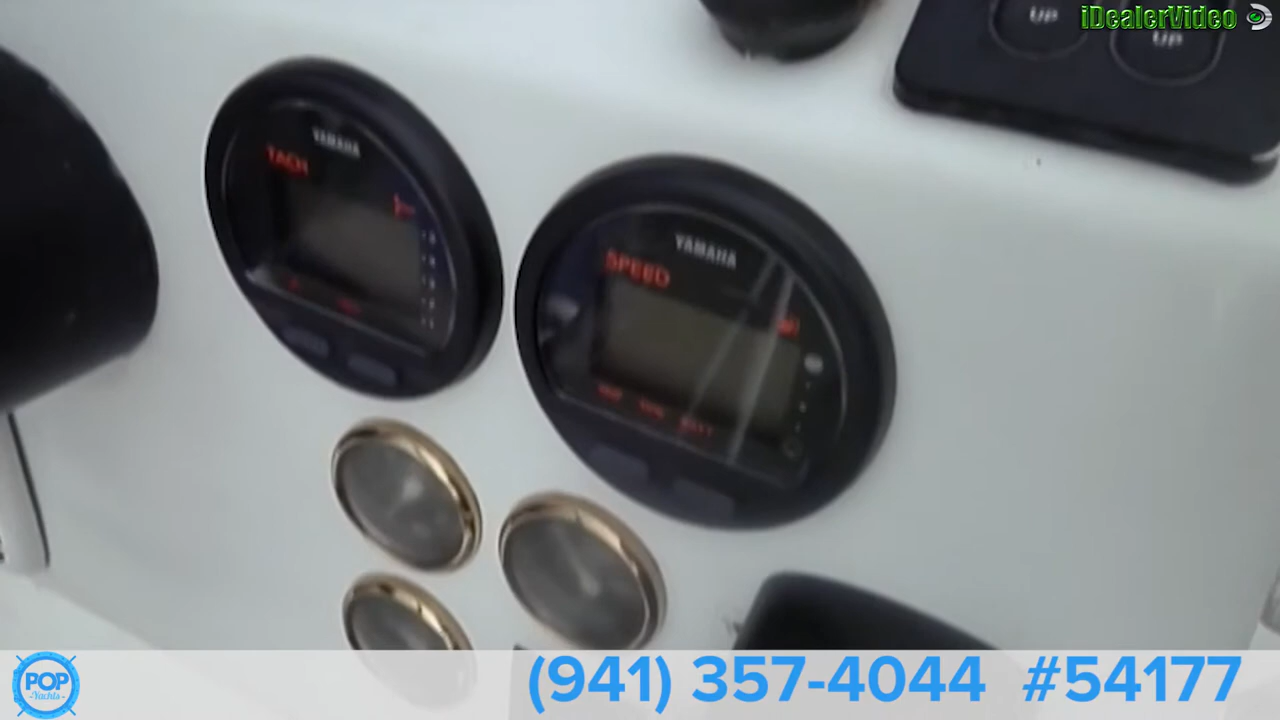 iDealerVideo
UP
UP
YAMAHA
TACH
YAMAHA
SPEED
POP
Yachts
(941) 357-4044 #54177